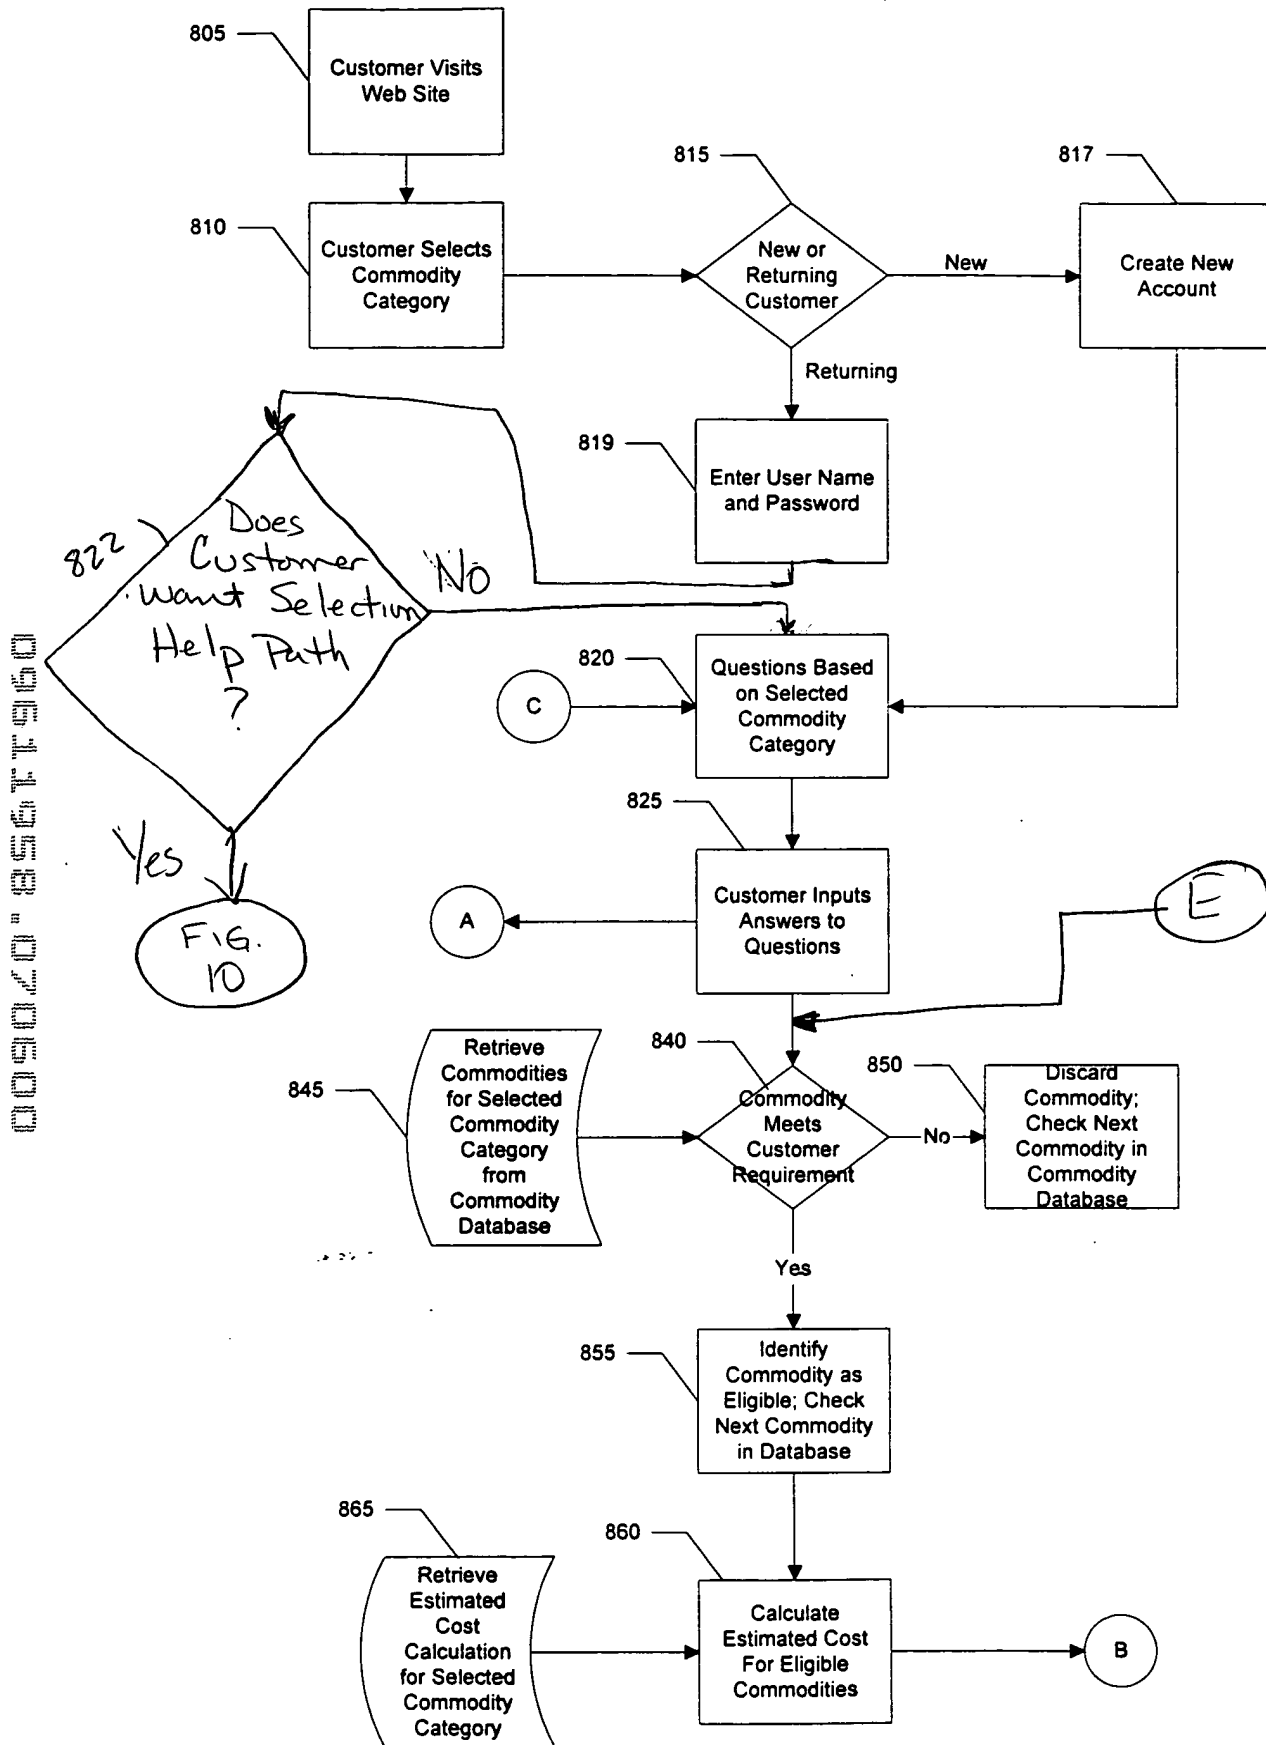 805
Customer Visits
Web Site
810
Customer Selects
Commodity
Category
815
New or
Returning
Customer
New
817
Create New
Account
Returning
819
Enter User Name
and Password
822
Does
Customer
want Selection
Help Path
?
No
Yes
FIG.
10
820
C
Questions Based
on Selected
Commodity
Category
825
Customer Inputs
Answers to
Questions
A
E
840
Commodity
Meets
Customer
Requirement
845
Retrieve
Commodities
for Selected
Commodity
Category
from
Commodity
Database
No
850
Discard
Commodity;
Check Next
Commodity in
Commodity
Database
Yes
855
Identify
Commodity as
Eligible; Check
Next Commodity
in Database
865
Retrieve
Estimated
Cost
Calculation
for Selected
Commodity
Category
860
Calculate
Estimated Cost
For Eligible
Commodities
B
09611958.070600